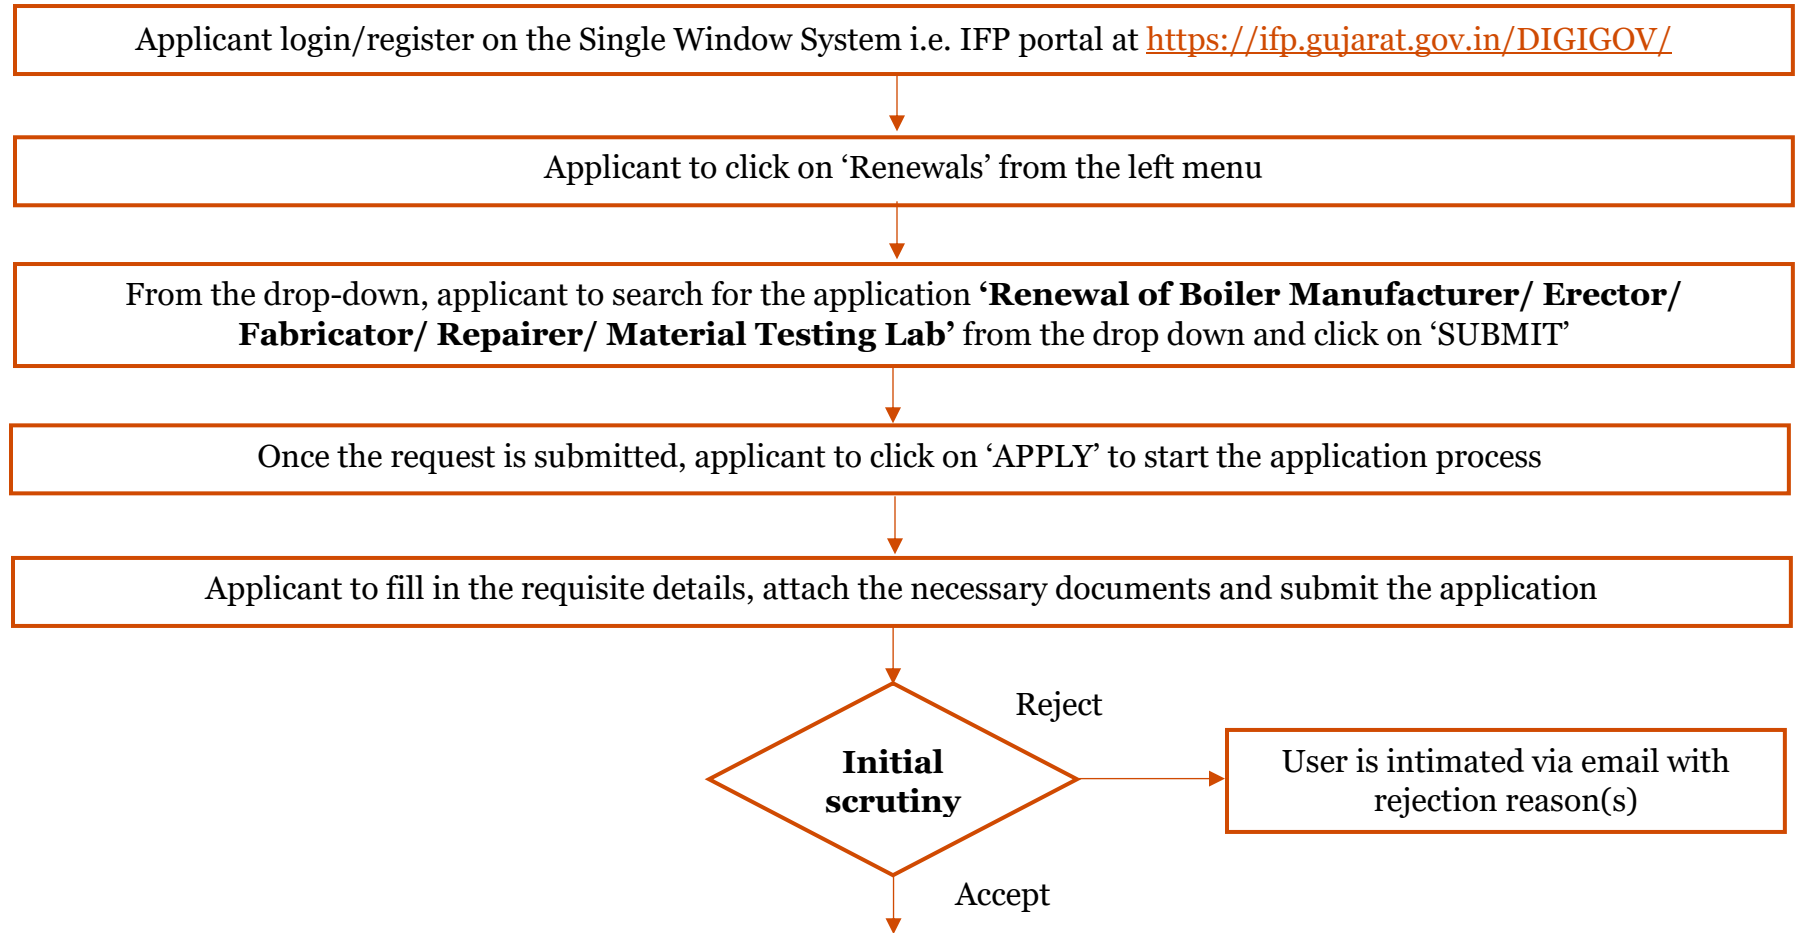 Applicant login/register on the Single Window System i.e. IFP portal at https://ifp.gujarat.gov.in/DIGIGOV/
Applicant to click on ‘Renewals’ from the left menu
From the drop-down, applicant to search for the application ‘Renewal of Boiler Manufacturer/ Erector/
Fabricator/ Repairer/ Material Testing Lab’ from the drop down and click on ‘SUBMIT’
Once the request is submitted, applicant to click on ‘APPLY’ to start the application process
Applicant to fill in the requisite details, attach the necessary documents and submit the application
Reject
Initial
scrutiny
User is intimated via email with
rejection reason(s)
Accept